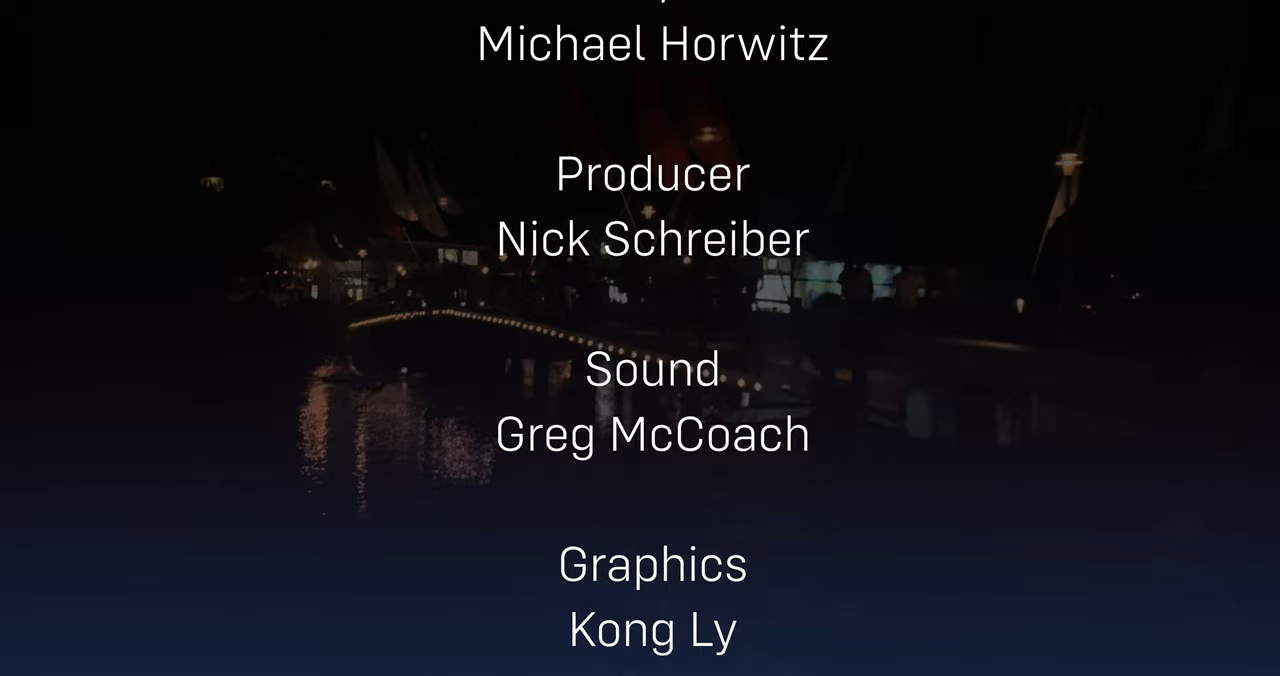 Michael Horwitz
Producer
Nick Schreiber
Sound
Greg McCoach
Graphics
Kong Ly